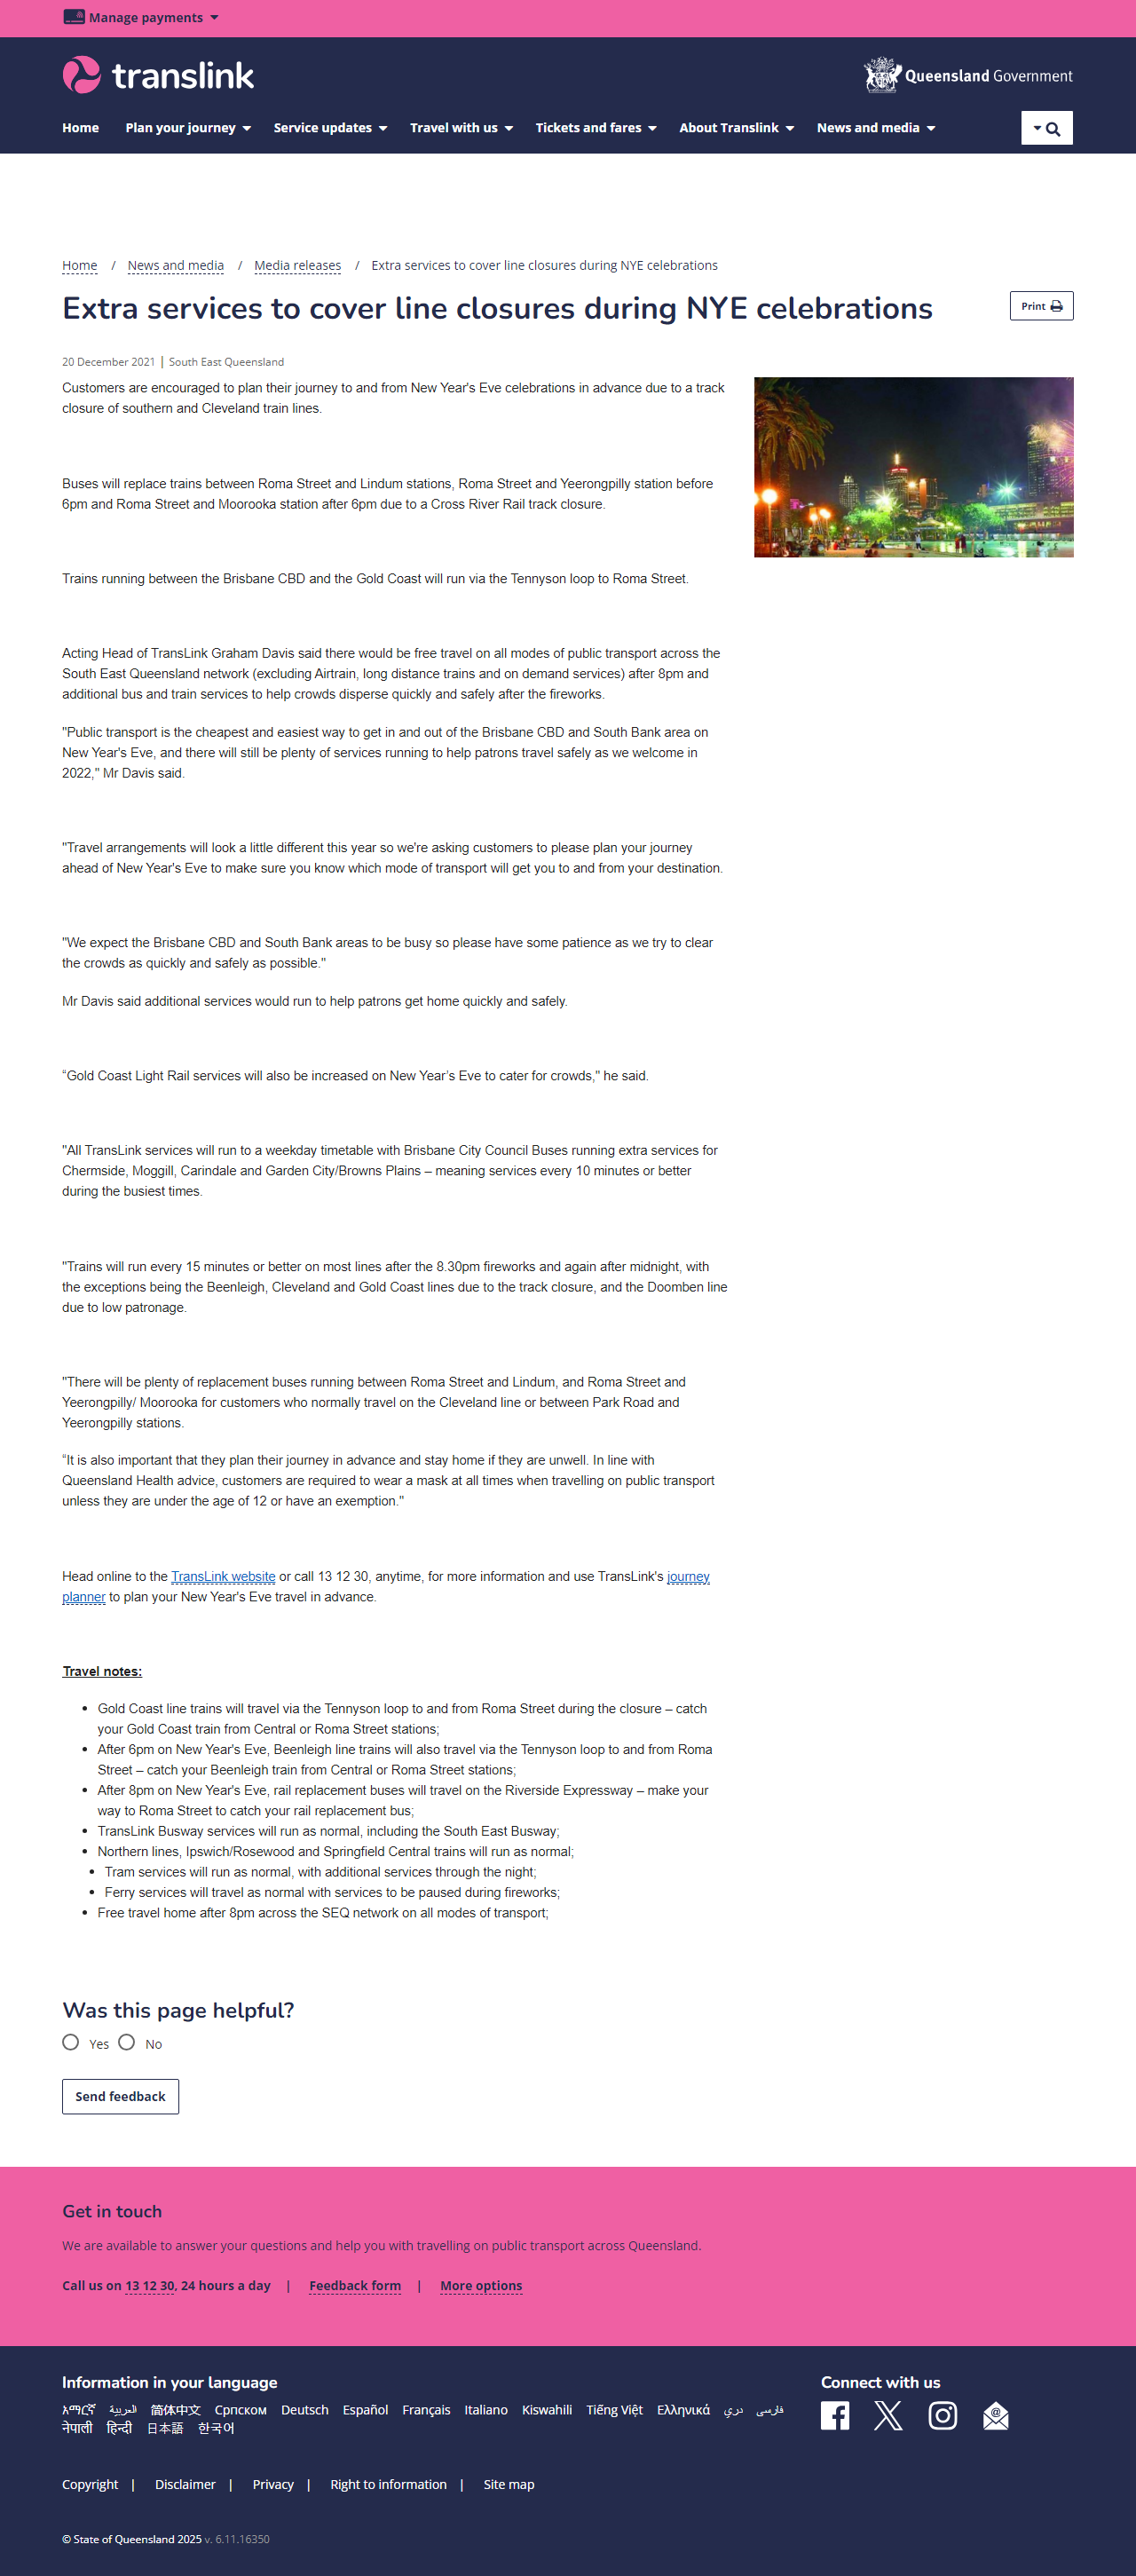 Manage payments
translink
Queensland Government
Home Plan your journey Service updates Travel with us Tickets and fares About Translink News and media
Home / News and media / Media releases / Extra services to cover line closures during NYE celebrations
Extra services to cover line closures during NYE celebrations
Print
20 December 2021 | South East Queensland
Customers are encouraged to plan their journey to and from New Year's Eve celebrations in advance due to a track
closure of southern and Cleveland train lines.
Buses will replace trains between Roma Street and Lindum stations, Roma Street and Yeerongpilly station before
6pm and Roma Street and Moorooka station after 6pm due to a Cross River Rail track closure.
Trains running between the Brisbane CBD and the Gold Coast will run via the Tennyson loop to Roma Street.
Acting Head of TransLink Graham Davis said there would be free travel on all modes of public transport across the
South East Queensland network (excluding Airtrain, long distance trains and on demand services) after 8pm and
additional bus and train services to help crowds disperse quickly and safely after the fireworks.
"Public transport is the cheapest and easiest way to get in and out of the Brisbane CBD and South Bank area on
New Year's Eve, and there will still be plenty of services running to help patrons travel safely as we welcome in
2022," Mr Davis said.
"Travel arrangements will look a little different this year so we're asking customers to please plan your journey
ahead of New Year's Eve to make sure you know which mode of transport will get you to and from your destination.
"We expect the Brisbane CBD and South Bank areas to be busy so please have some patience as we try to clear
the crowds as quickly and safely as possible."
Mr Davis said additional services would run to help patrons get home quickly and safely.
“Gold Coast Light Rail services will also be increased on New Year’s Eve to cater for crowds," he said.
"All TransLink services will run to a weekday timetable with Brisbane City Council Buses running extra services for
Chermside, Moggill, Carindale and Garden City/Browns Plains – meaning services every 10 minutes or better
during the busiest times.
"Trains will run every 15 minutes or better on most lines after the 8.30pm fireworks and again after midnight, with
the exceptions being the Beenleigh, Cleveland and Gold Coast lines due to the track closure, and the Doomben line
due to low patronage.
"There will be plenty of replacement buses running between Roma Street and Lindum, and Roma Street and
Yeerongpilly/ Moorooka for customers who normally travel on the Cleveland line or between Park Road and
Yeerongpilly stations.
“It is also important that they plan their journey in advance and stay home if they are unwell. In line with
Queensland Health advice, customers are required to wear a mask at all times when travelling on public transport
unless they are under the age of 12 or have an exemption."
Head online to the TransLink website or call 13 12 30, anytime, for more information and use TransLink's journey
planner to plan your New Year's Eve travel in advance.
Travel notes:
• Gold Coast line trains will travel via the Tennyson loop to and from Roma Street during the closure – catch
your Gold Coast train from Central or Roma Street stations;
• After 6pm on New Year's Eve, Beenleigh line trains will also travel via the Tennyson loop to and from Roma
Street – catch your Beenleigh train from Central or Roma Street stations;
• After 8pm on New Year's Eve, rail replacement buses will travel on the Riverside Expressway – make your
way to Roma Street to catch your rail replacement bus;
• TransLink Busway services will run as normal, including the South East Busway;
• Northern lines, Ipswich/Rosewood and Springfield Central trains will run as normal;
• Tram services will run as normal, with additional services through the night;
• Ferry services will travel as normal with services to be paused during fireworks;
• Free travel home after 8pm across the SEQ network on all modes of transport;
Was this page helpful?
Yes No
Send feedback
Get in touch
We are available to answer your questions and help you with travelling on public transport across Queensland.
Call us on 13 12 30, 24 hours a day | Feedback form | More options
Information in your language
Connect with us
አማርኛ العربية 简体中文 Српском Deutsch Español Français Italiano Kiswahili Tiếng Việt Ελληνικά دري فارسی
नेपाली हिन्दी 日本語 한국어
Copyright | Disclaimer | Privacy | Right to information | Site map
© State of Queensland 2025 v. 6.11.16350